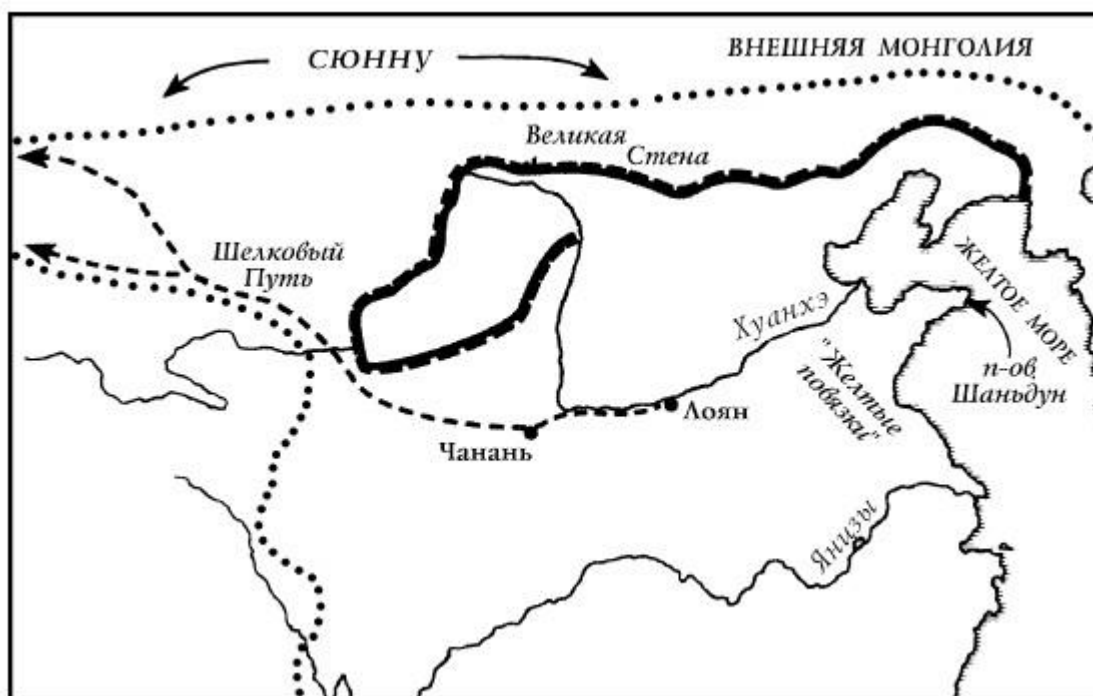 СЮННУ
ВНЕШНЯЯ МОНГОЛИЯ
Великая
Стена
Шелковый
Путь
Хуанхэ
ЖЕЛТОЕ МОРЕ
"Желтые
повязки"
п-ов
Шаньдун
Лоян
Чанань
Янцзы